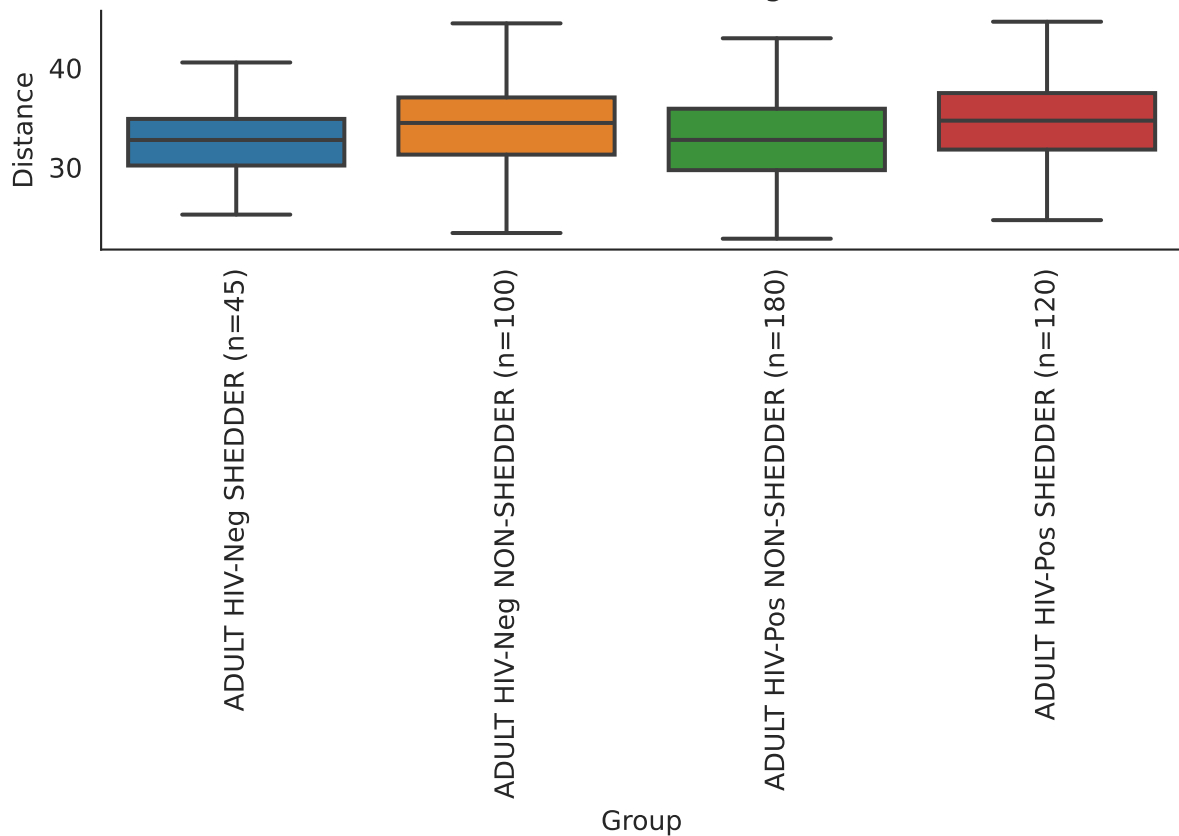 Distance
40
30
ADULT HIV-Neg SHEDDER (n=45)
ADULT HIV-Neg NON-SHEDDER (n=100)
ADULT HIV-Pos NON-SHEDDER (n=180)
ADULT HIV-Pos SHEDDER (n=120)
Group